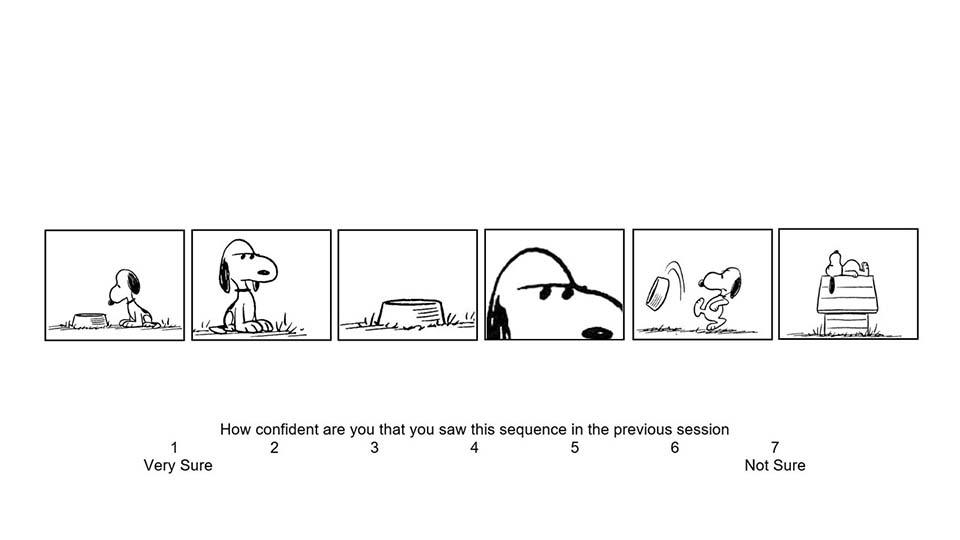 How confident are you that you saw this sequence in the previous session
1 2 3 4 5 6 7
Very Sure Not Sure